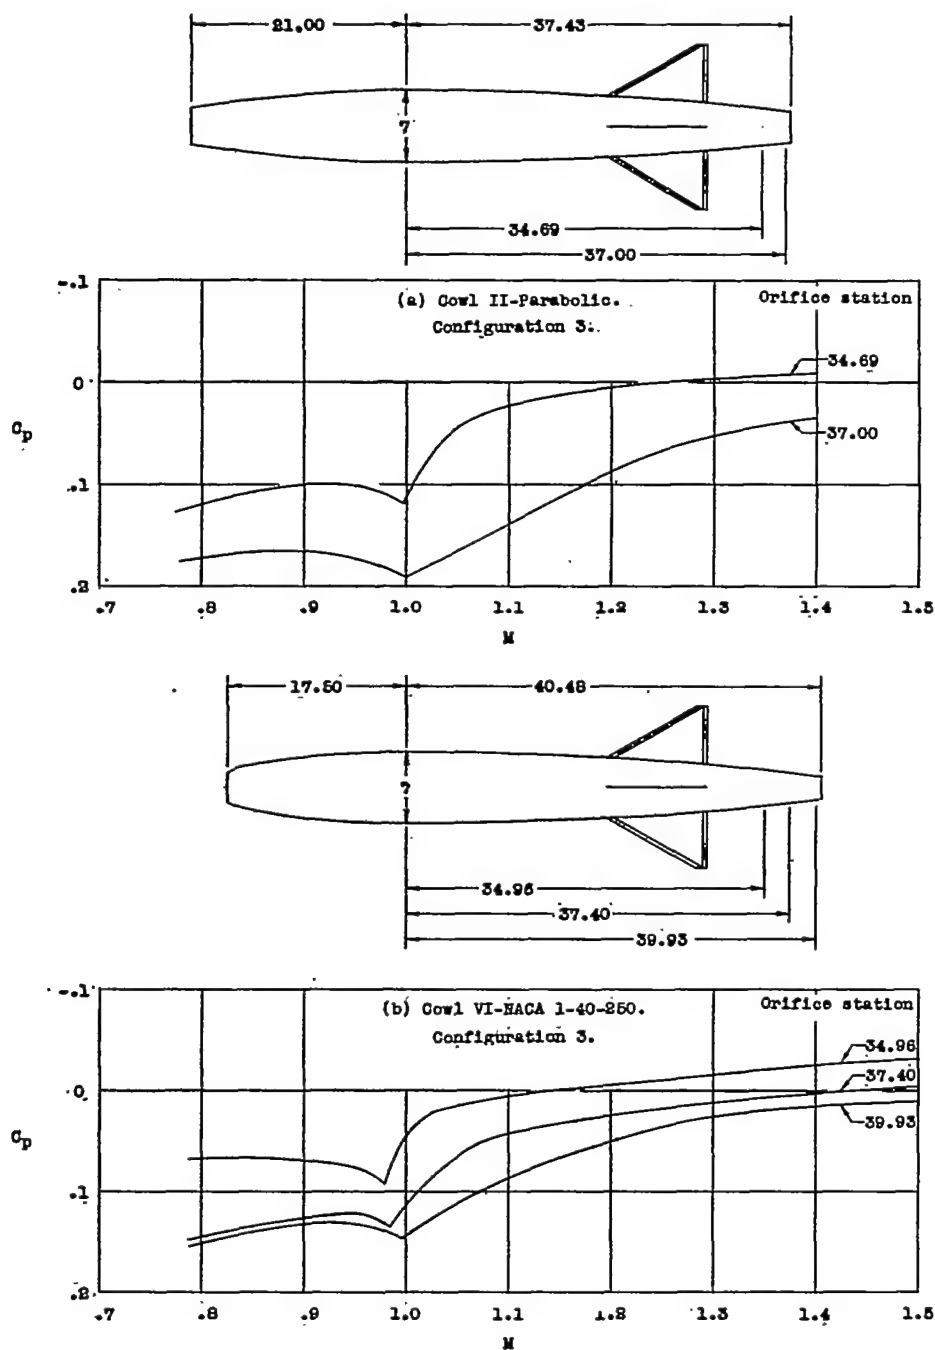 21.00 37.43
7
34.69
37.00
-.1
(a) Cowl II-Parabolic. Orifice station
Configuration 3.
0
34.69
Cp
37.00
.1
.2
.7 .8 .9 1.0 1.1 1.2 1.3 1.4 1.5
M
17.50 40.48
7
34.96
37.40
39.93
-.1
(b) Cowl VI-NACA 1-40-250. Orifice station
Configuration 3.
34.96
0
37.40
39.93
Cp
.1
.2
.7 .8 .9 1.0 1.1 1.2 1.3 1.4 1.5
M